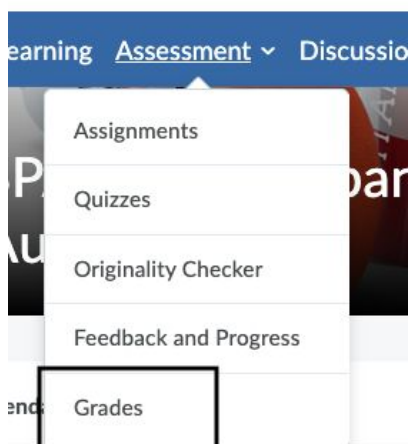 earning Assessment Discussio
Assignments
Quizzes
Originality Checker
Feedback and Progress
Grades